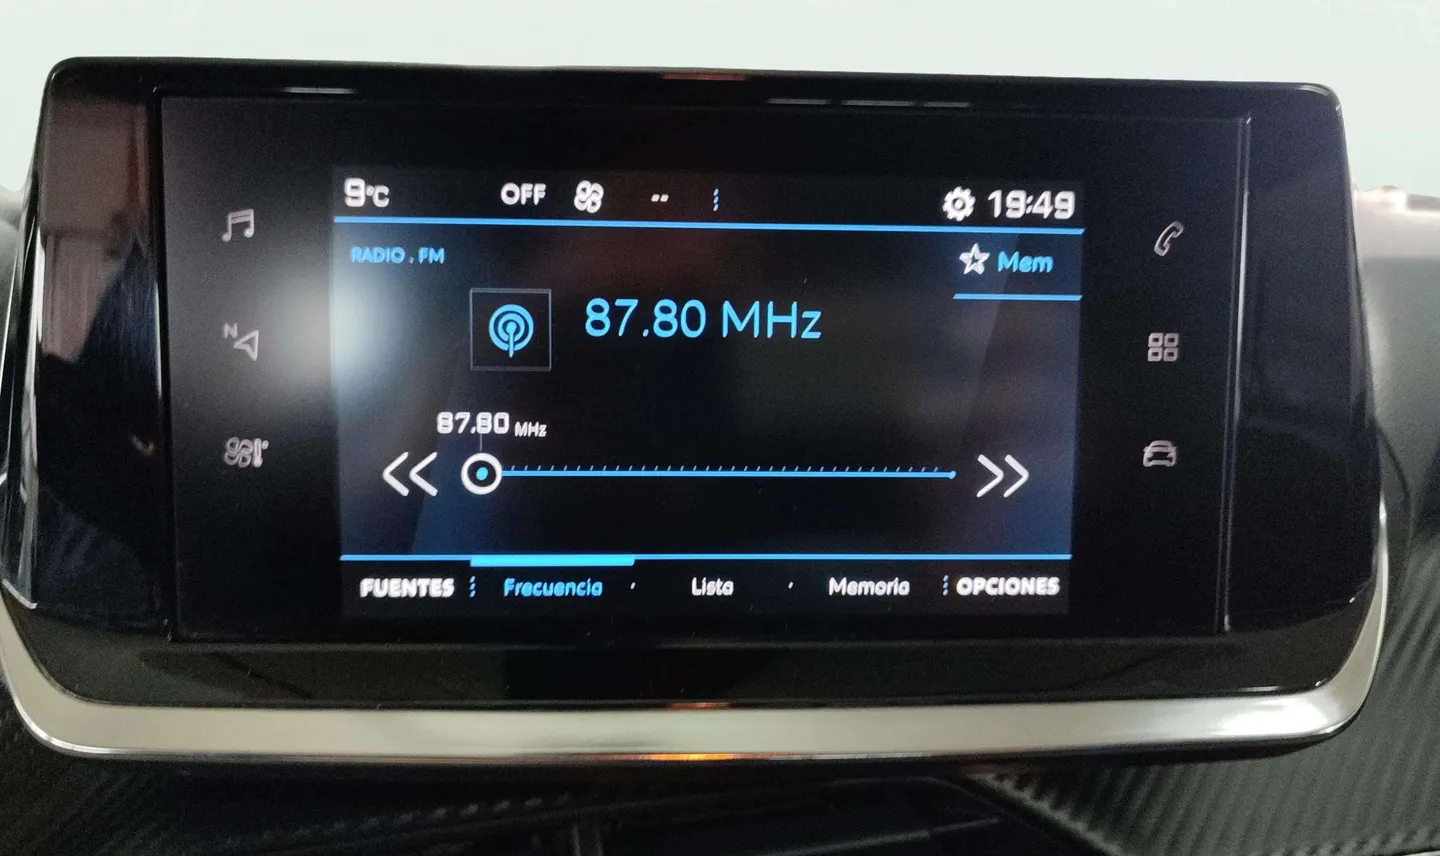 9°C OFF -- 19:49
RADIO . FM
Mem
87.80 MHz
87.80 MHz
N
FUENTES Frecuencia Lista Memoria OPCIONES